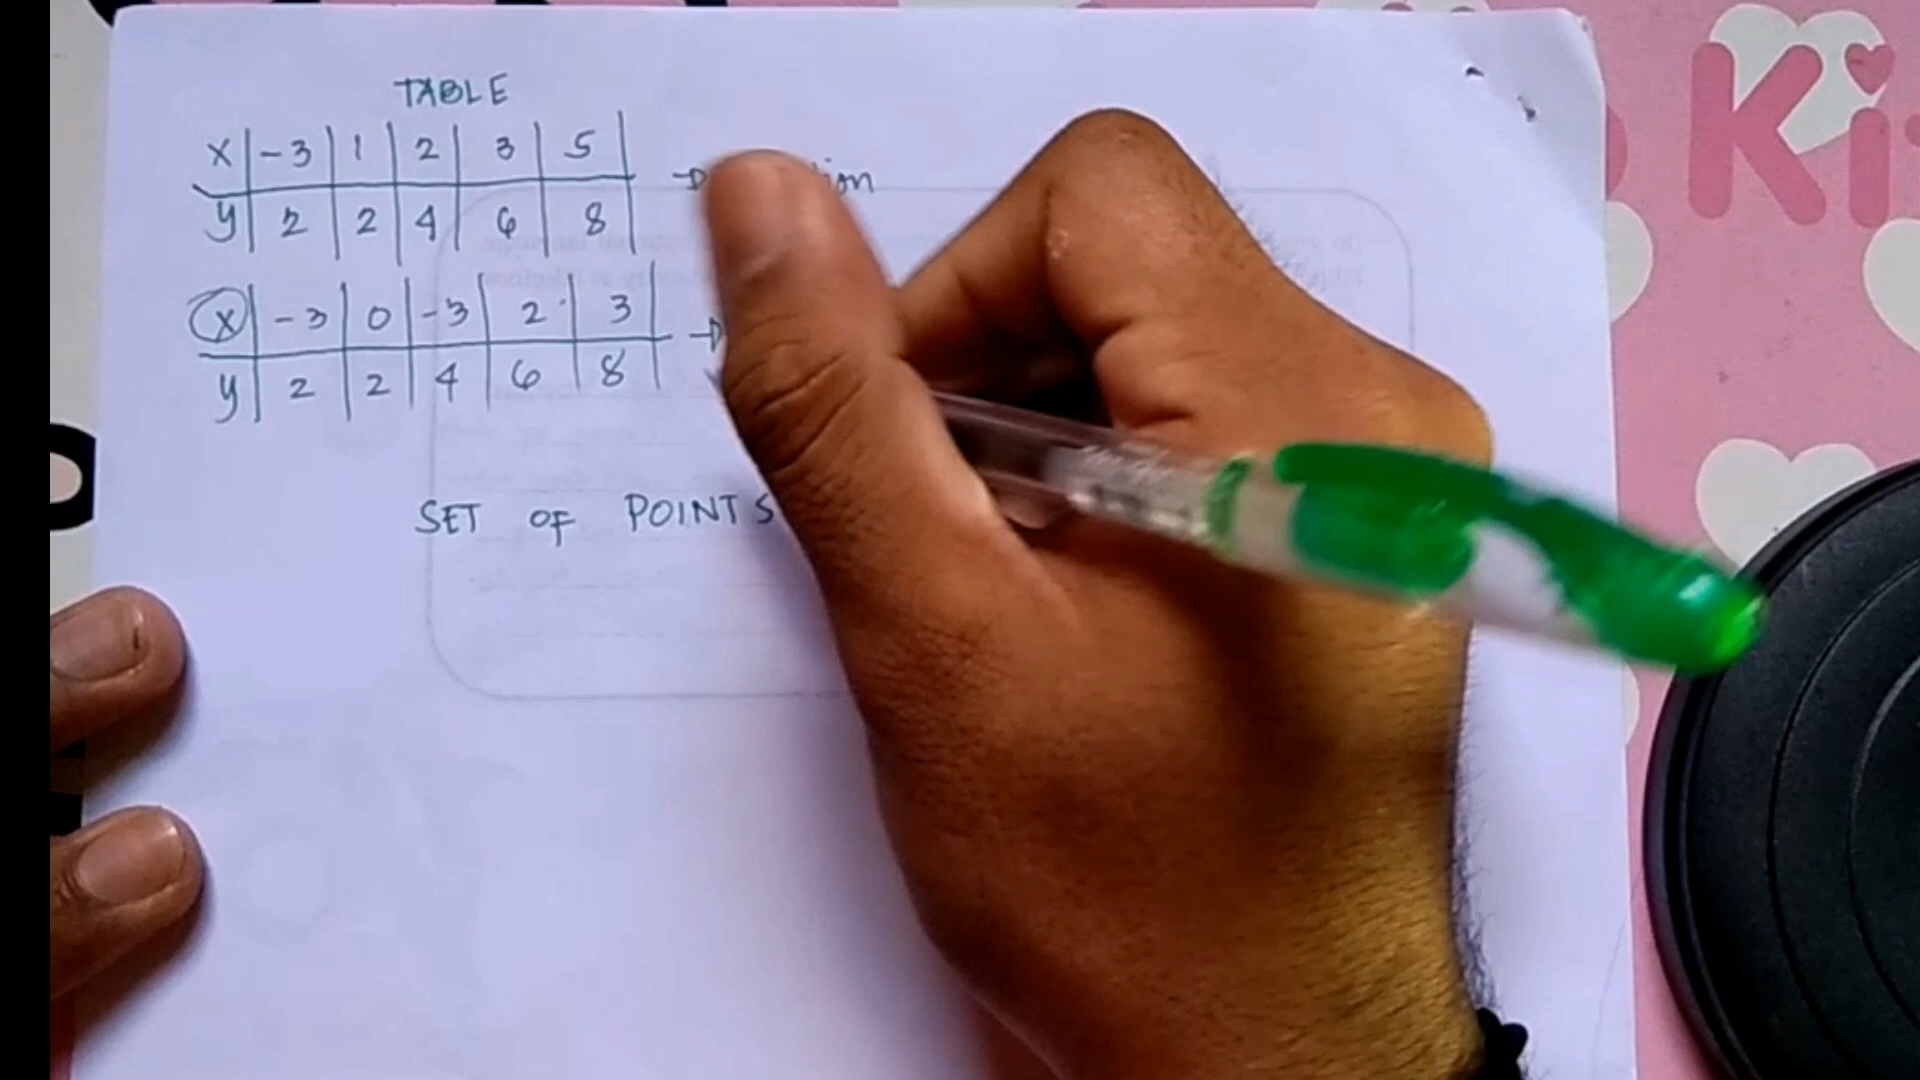 TABLE
x | -3 | 1 | 2 | 3 | 5 |
y | 2 | 2 | 4 | 6 | 8 |
x | -3 | 0 | -3 | 2 | 3 |
y | 2 | 2 | 4 | 6 | 8 |
SET OF POINTS
Ki